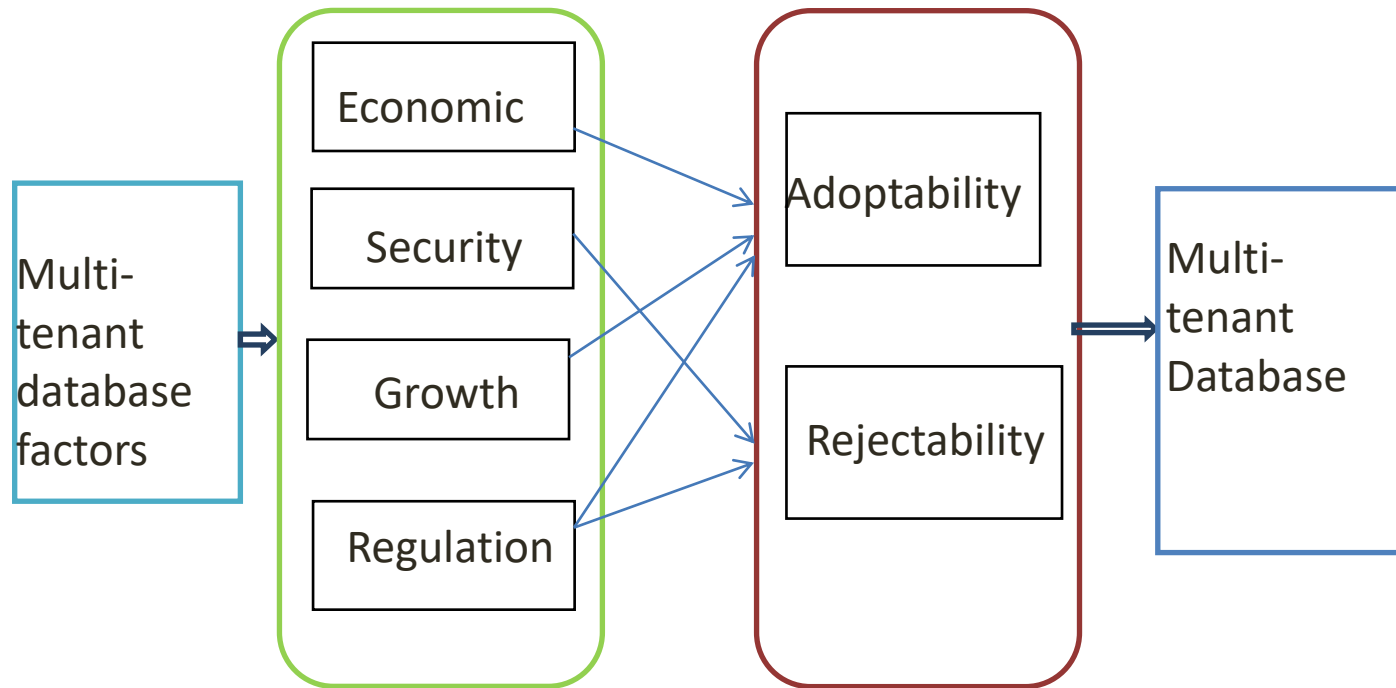 Multi-
tenant
database
factors
Economic
Security
Growth
Regulation
Adoptability
Rejectability
Multi-
tenant
Database